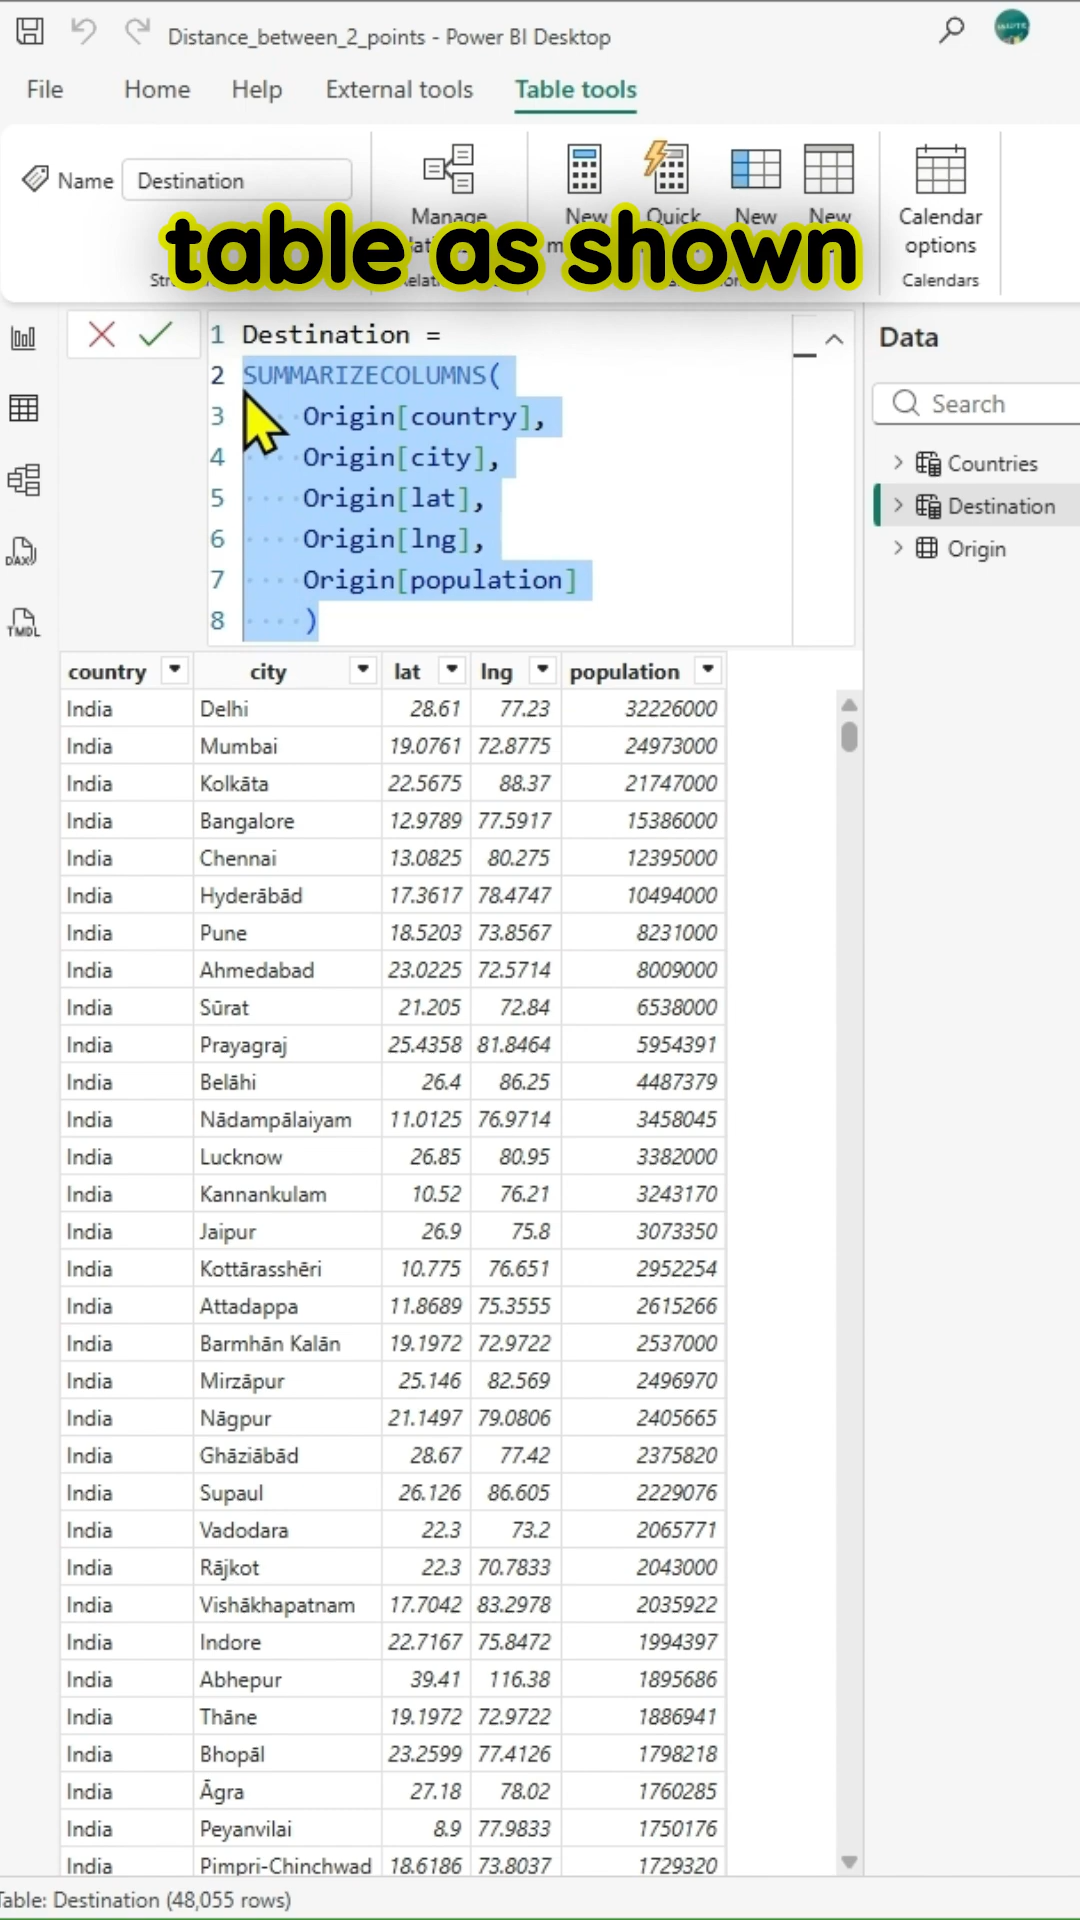 Distance_between_2_points - Power BI Desktop
File Home Help External tools Table tools
Name Destination
Manage New Quick New New Calendar options
table as shown
Calendars
1 Destination =
2 SUMMARIZECOLUMNS(
3 Origin[country],
4 Origin[city],
5 Origin[lat],
6 Origin[lng],
7 Origin[population]
8 )
Data
Search
Countries
Destination
Origin
DAX
TMDL
country city lat lng population
India Delhi 28.61 77.23 32226000
India Mumbai 19.0761 72.8775 24973000
India Kolkāta 22.5675 88.37 21747000
India Bangalore 12.9789 77.5917 15386000
India Chennai 13.0825 80.275 12395000
India Hyderābād 17.3617 78.4747 10494000
India Pune 18.5203 73.8567 8231000
India Ahmedabad 23.0225 72.5714 8009000
India Sūrat 21.205 72.84 6538000
India Prayagraj 25.4358 81.8464 5954391
India Belāhi 26.4 86.25 4487379
India Nādampālaiyam 11.0125 76.9714 3458045
India Lucknow 26.85 80.95 3382000
India Kannankulam 10.52 76.21 3243170
India Jaipur 26.9 75.8 3073350
India Kottārasshēri 10.775 76.651 2952254
India Attadappa 11.8689 75.3555 2615266
India Barmhān Kalān 19.1972 72.9722 2537000
India Mirzāpur 25.146 82.569 2496970
India Nāgpur 21.1497 79.0806 2405665
India Ghāziābād 28.67 77.42 2375820
India Supaul 26.126 86.605 2229076
India Vadodara 22.3 73.2 2065771
India Rājkot 22.3 70.7833 2043000
India Vishākhapatnam 17.7042 83.2978 2035922
India Indore 22.7167 75.8472 1994397
India Abhepur 39.41 116.38 1895686
India Thāne 19.1972 72.9722 1886941
India Bhopāl 23.2599 77.4126 1798218
India Āgra 27.18 78.02 1760285
India Peyanvilai 8.9 77.9833 1750176
India Pimpri-Chinchwad 18.6186 73.8037 1729320
Table: Destination (48,055 rows)